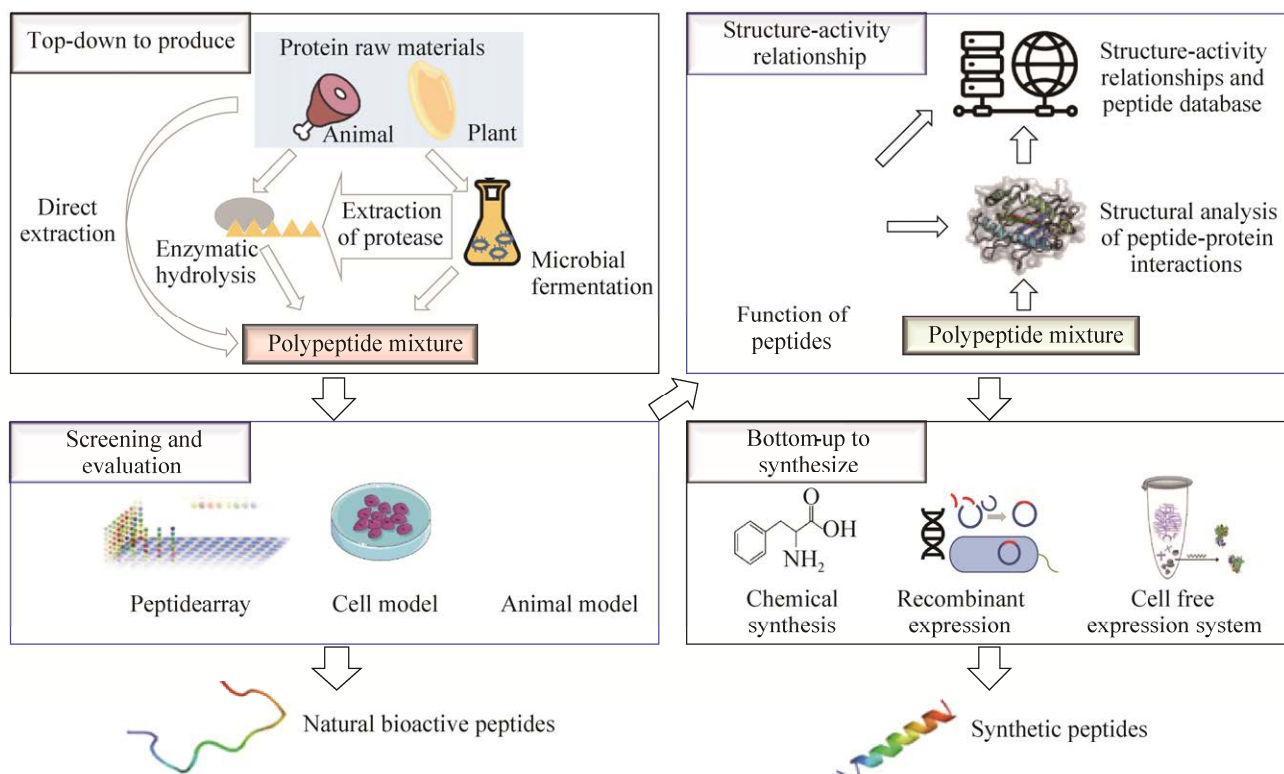 Top-down to produce
Protein raw materials
Animal
Plant
Direct
extraction
Extraction
of protease
Enzymatic
hydrolysis
Microbial
fermentation
Polypeptide mixture
Structure-activity
relationship
Structure-activity
relationships and
peptide database
Structural analysis
of peptide-protein
interactions
Function of
peptides
Polypeptide mixture
Screening and
evaluation
Peptidearray
Cell model
Animal model
Bottom-up to
synthesize
O
OH
NH₂
Chemical
synthesis
Recombinant
expression
Cell free
expression system
Natural bioactive peptides
Synthetic peptides